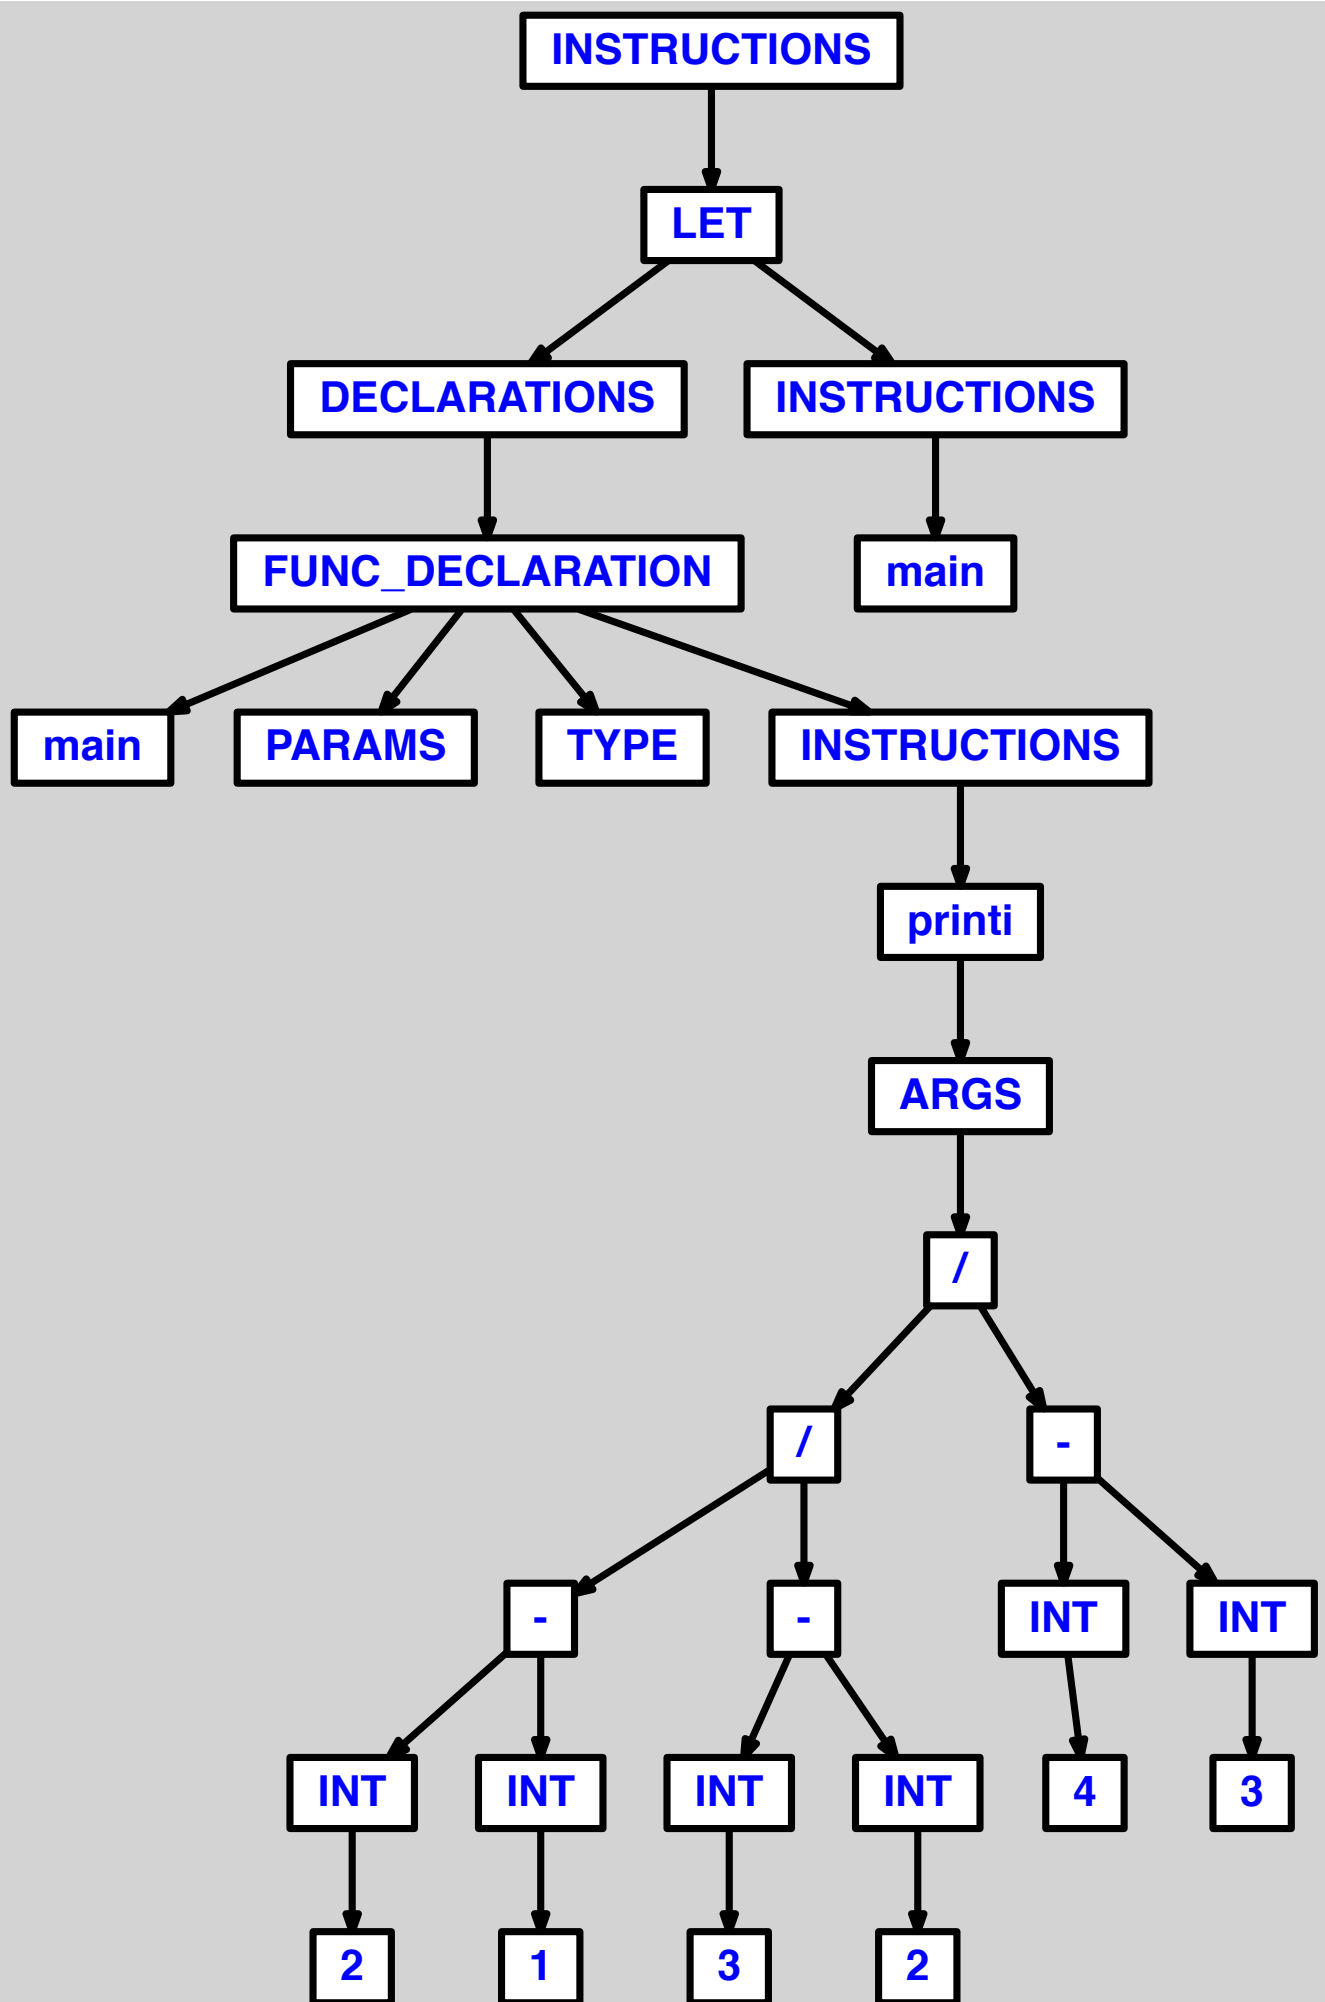 INSTRUCTIONS
LET
DECLARATIONS
INSTRUCTIONS
FUNC_DECLARATION
main
main
PARAMS
TYPE
INSTRUCTIONS
printi
ARGS
/
/
-
-
-
INT
INT
INT
INT
INT
INT
4
3
2
1
3
2